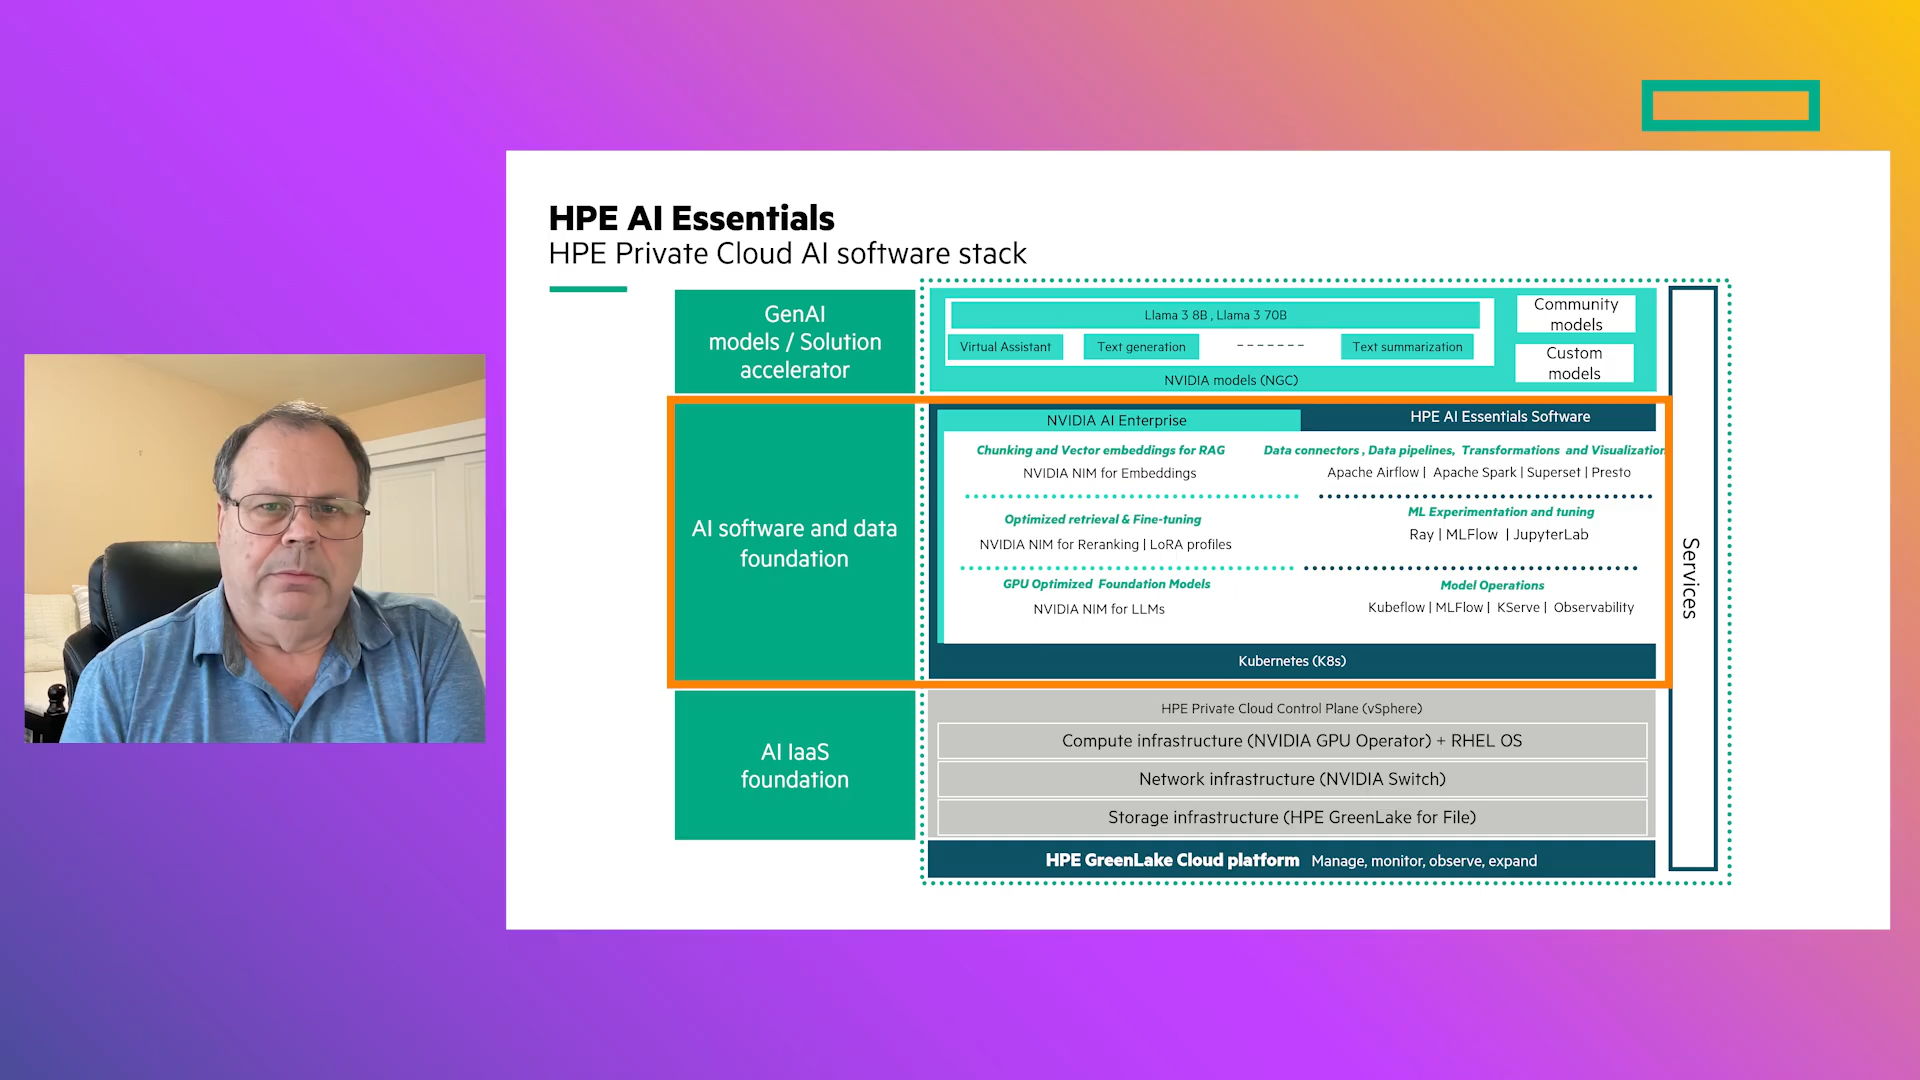 HPE AI Essentials
HPE Private Cloud AI software stack
GenAI
models / Solution
accelerator
Llama 3 8B , Llama 3 70B
Virtual Assistant
Text generation
Text summarization
NVIDIA models (NGC)
Community
models
Custom
models
AI software and data
foundation
NVIDIA AI Enterprise
HPE AI Essentials Software
Chunking and Vector embeddings for RAG
NVIDIA NIM for Embeddings
Data connectors , Data pipelines, Transformations and Visualization
Apache Airflow | Apache Spark | Superset | Presto
Optimized retrieval & Fine-tuning
NVIDIA NIM for Reranking | LoRA profiles
ML Experimentation and tuning
Ray | MLFlow | JupyterLab
GPU Optimized Foundation Models
NVIDIA NIM for LLMs
Model Operations
Kubeflow | MLFlow | KServe | Observability
Kubernetes (K8s)
AI IaaS
foundation
HPE Private Cloud Control Plane (vSphere)
Compute infrastructure (NVIDIA GPU Operator) + RHEL OS
Network infrastructure (NVIDIA Switch)
Storage infrastructure (HPE GreenLake for File)
HPE GreenLake Cloud platform Manage, monitor, observe, expand
Services